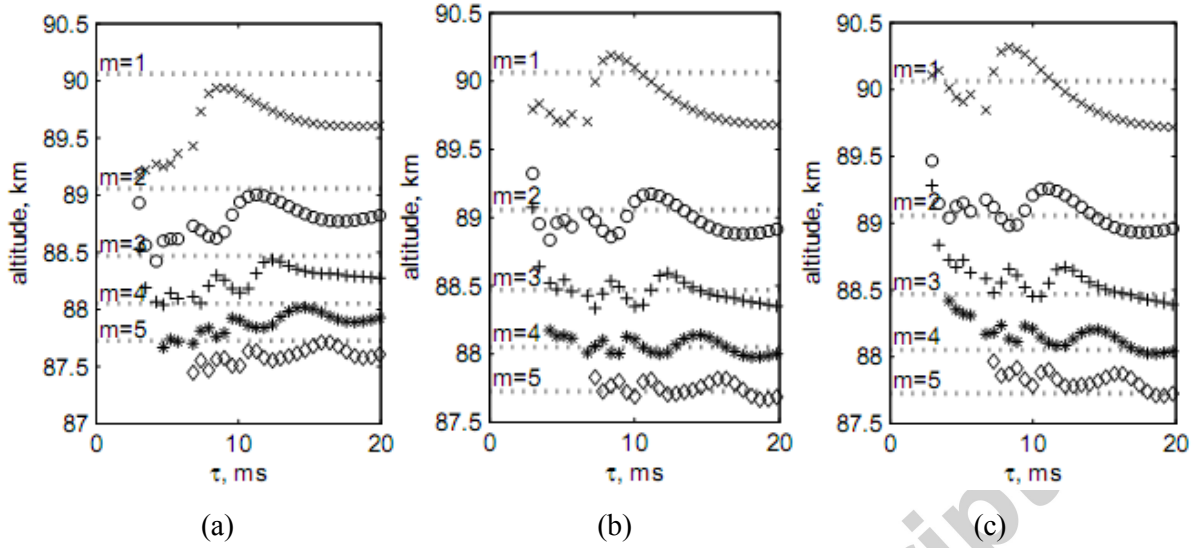 90.5
90
89.5
89
88.5
88
87.5
87
altitude, km
m=1
m=2
m=3
m=4
m=5
0
10
20
τ, ms
(a)
90.5
90
89.5
89
88.5
88
87.5
altitude, km
m=1
m=2
m=3
m=4
m=5
0
10
20
τ, ms
(b)
90.5
90
89.5
89
88.5
88
87.5
altitude, km
m=1
m=2
m=3
m=4
m=5
0
10
20
τ, ms
(c)
ript